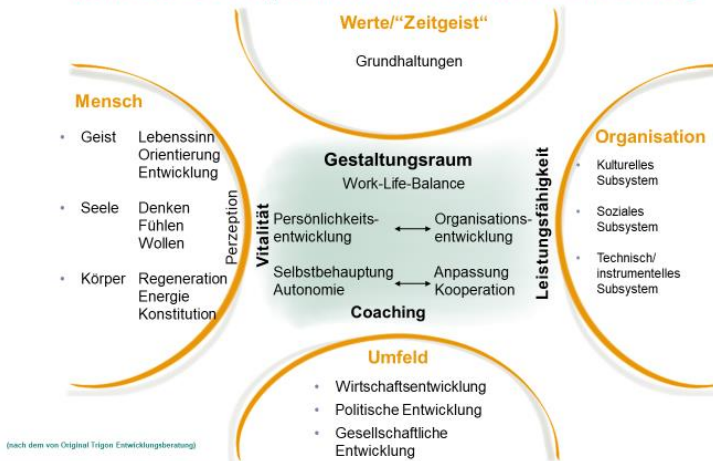 Werte/“Zeitgeist“
Grundhaltungen
Mensch
• Geist Lebenssinn
Orientierung
Entwicklung
• Seele Denken
Fühlen
Wollen
• Körper Regeneration
Energie
Konstitution
Perzeption
Vitalität
Gestaltungsraum
Work-Life-Balance
Persönlichkeits-
entwicklung
Organisations-
entwicklung
Selbstbehauptung
Autonomie
Anpassung
Kooperation
Coaching
Leistungsfähigkeit
Organisation
• Kulturelles
Subsystem
• Soziales
Subsystem
• Technisch/
instrumentelles
Subsystem
Umfeld
• Wirtschaftsentwicklung
• Politische Entwicklung
• Gesellschaftliche
Entwicklung
(nach dem von Original Trigon Entwicklungsberatung)